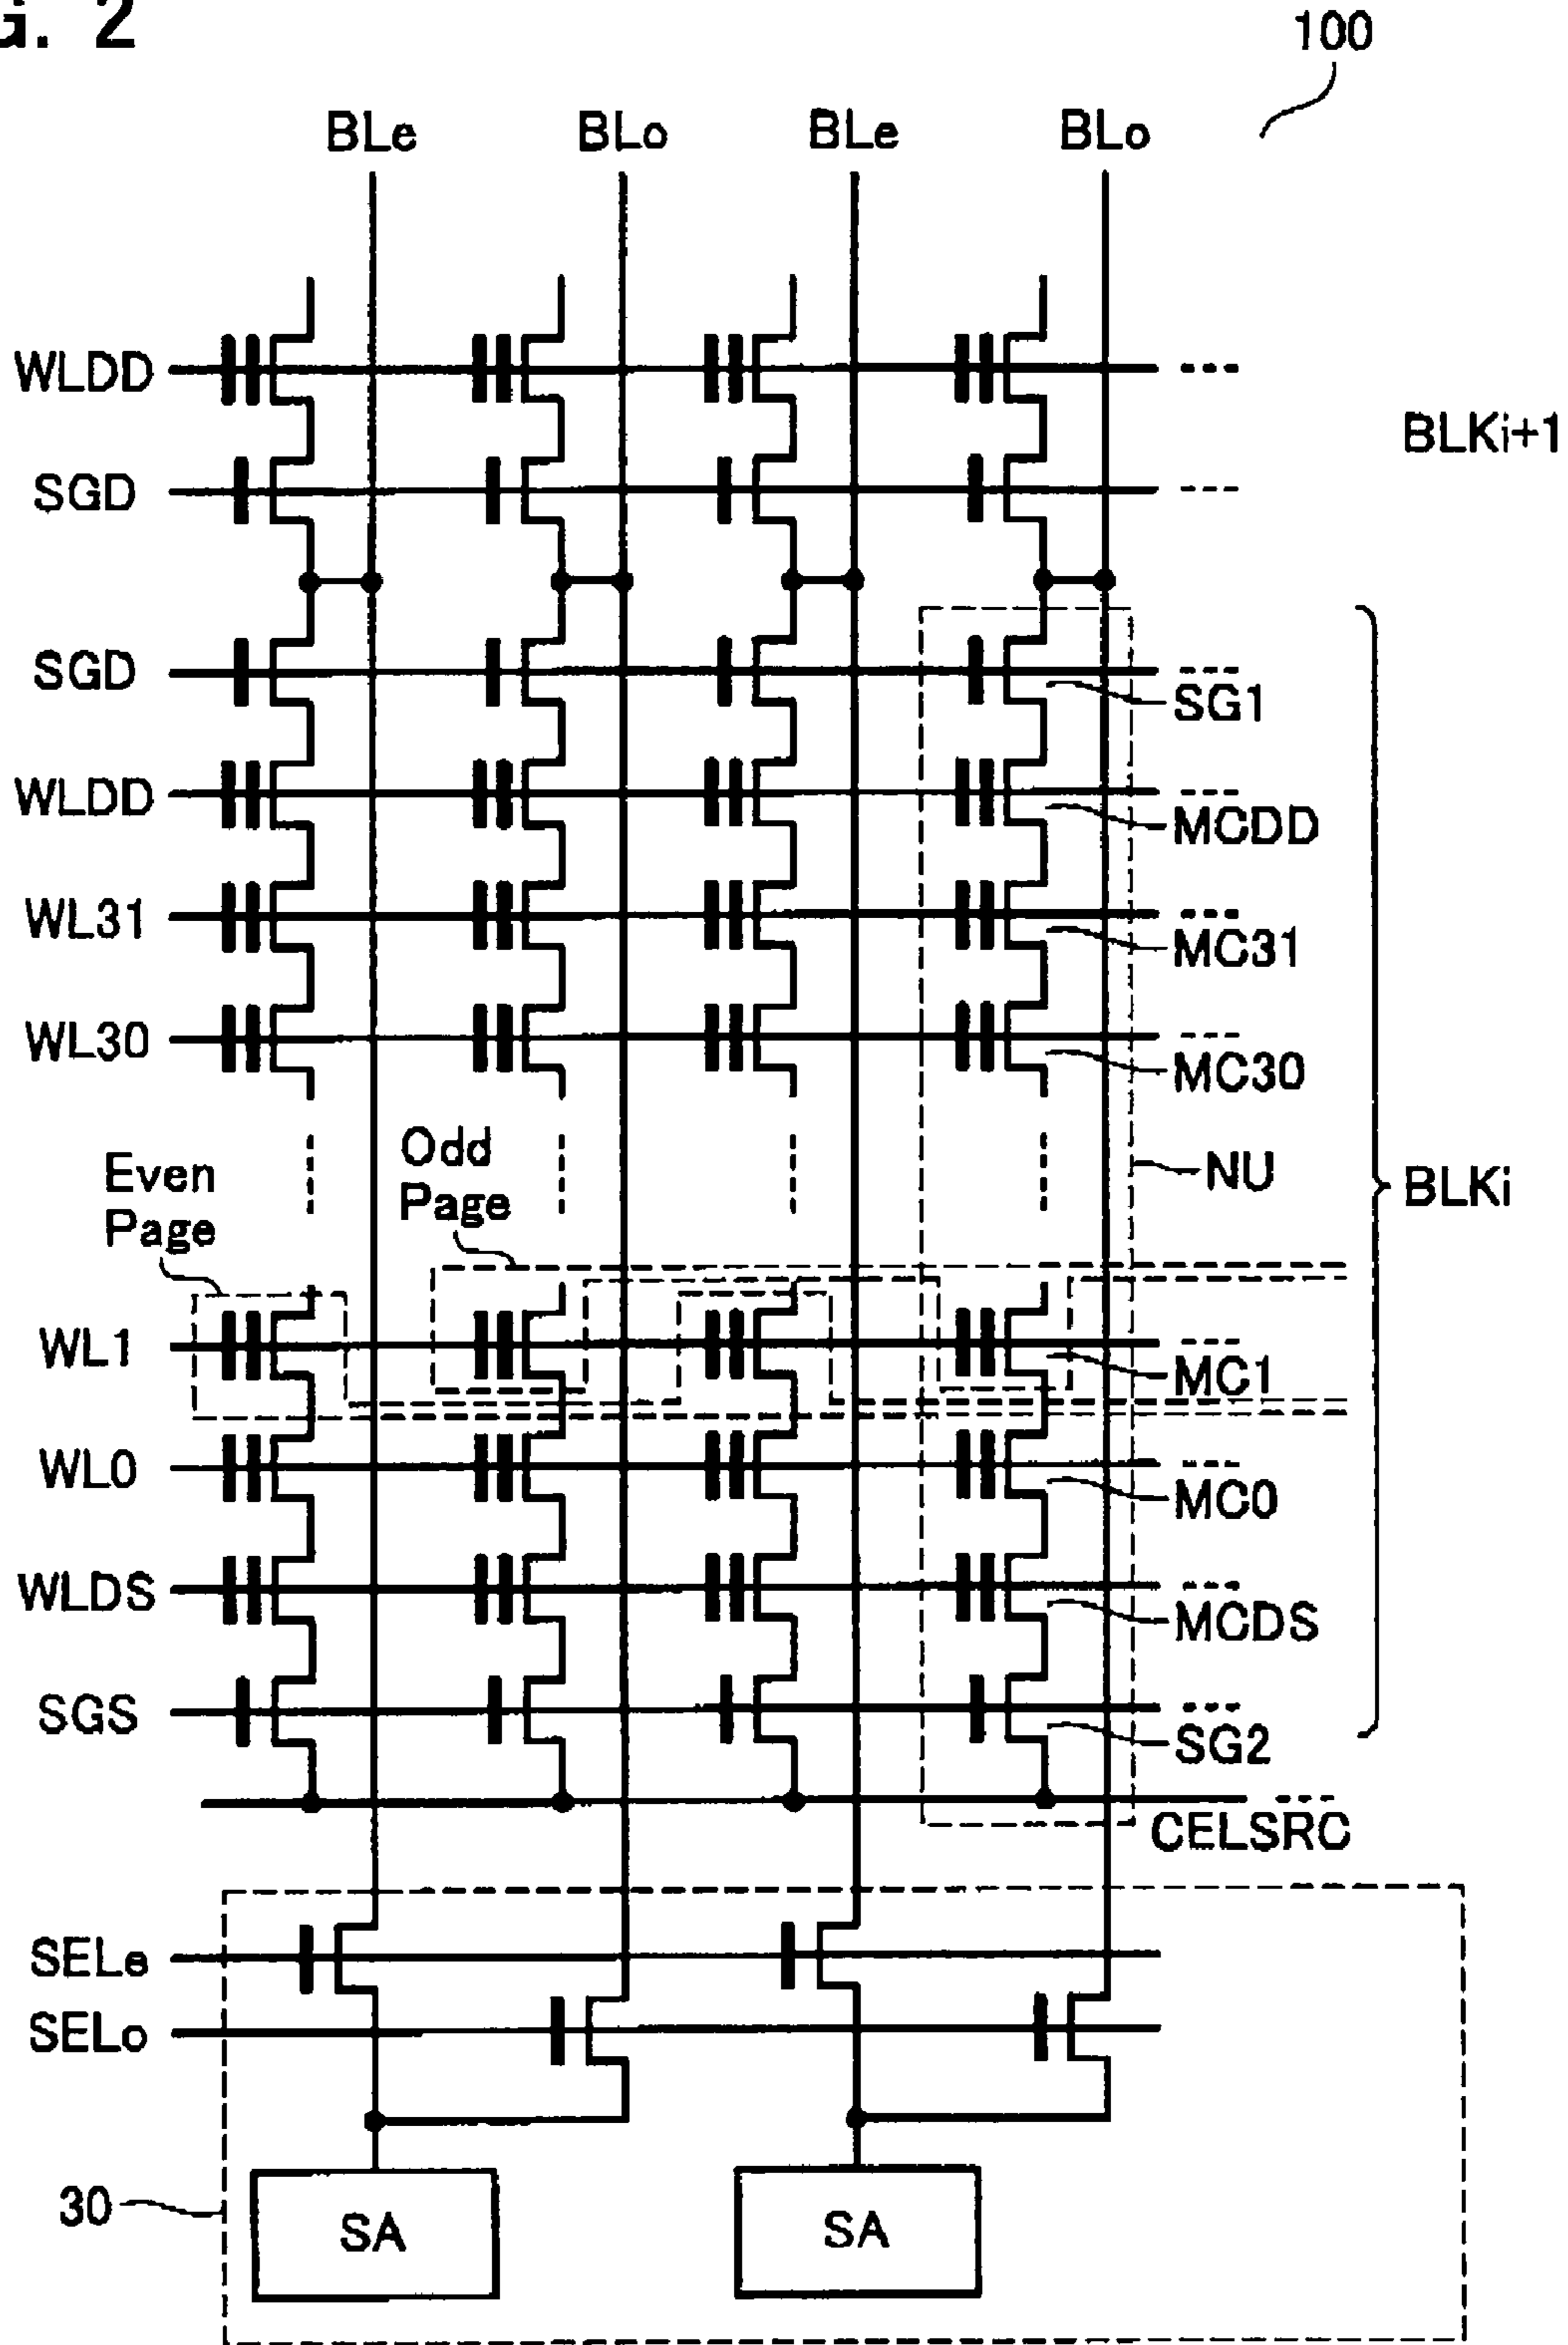 G. 2
100
BLe BLo BLe BLo
WLDD
BLKi+1
SGD
SGD
SG1
WLDD
MCDD
WL31
MC31
WL30
MC30
Even
Page
Odd
Page
NU
BLKi
WL1
MC1
WL0
MC0
WLDS
MCDS
SGS
SG2
CELSRC
SELe
SELo
30
SA SA